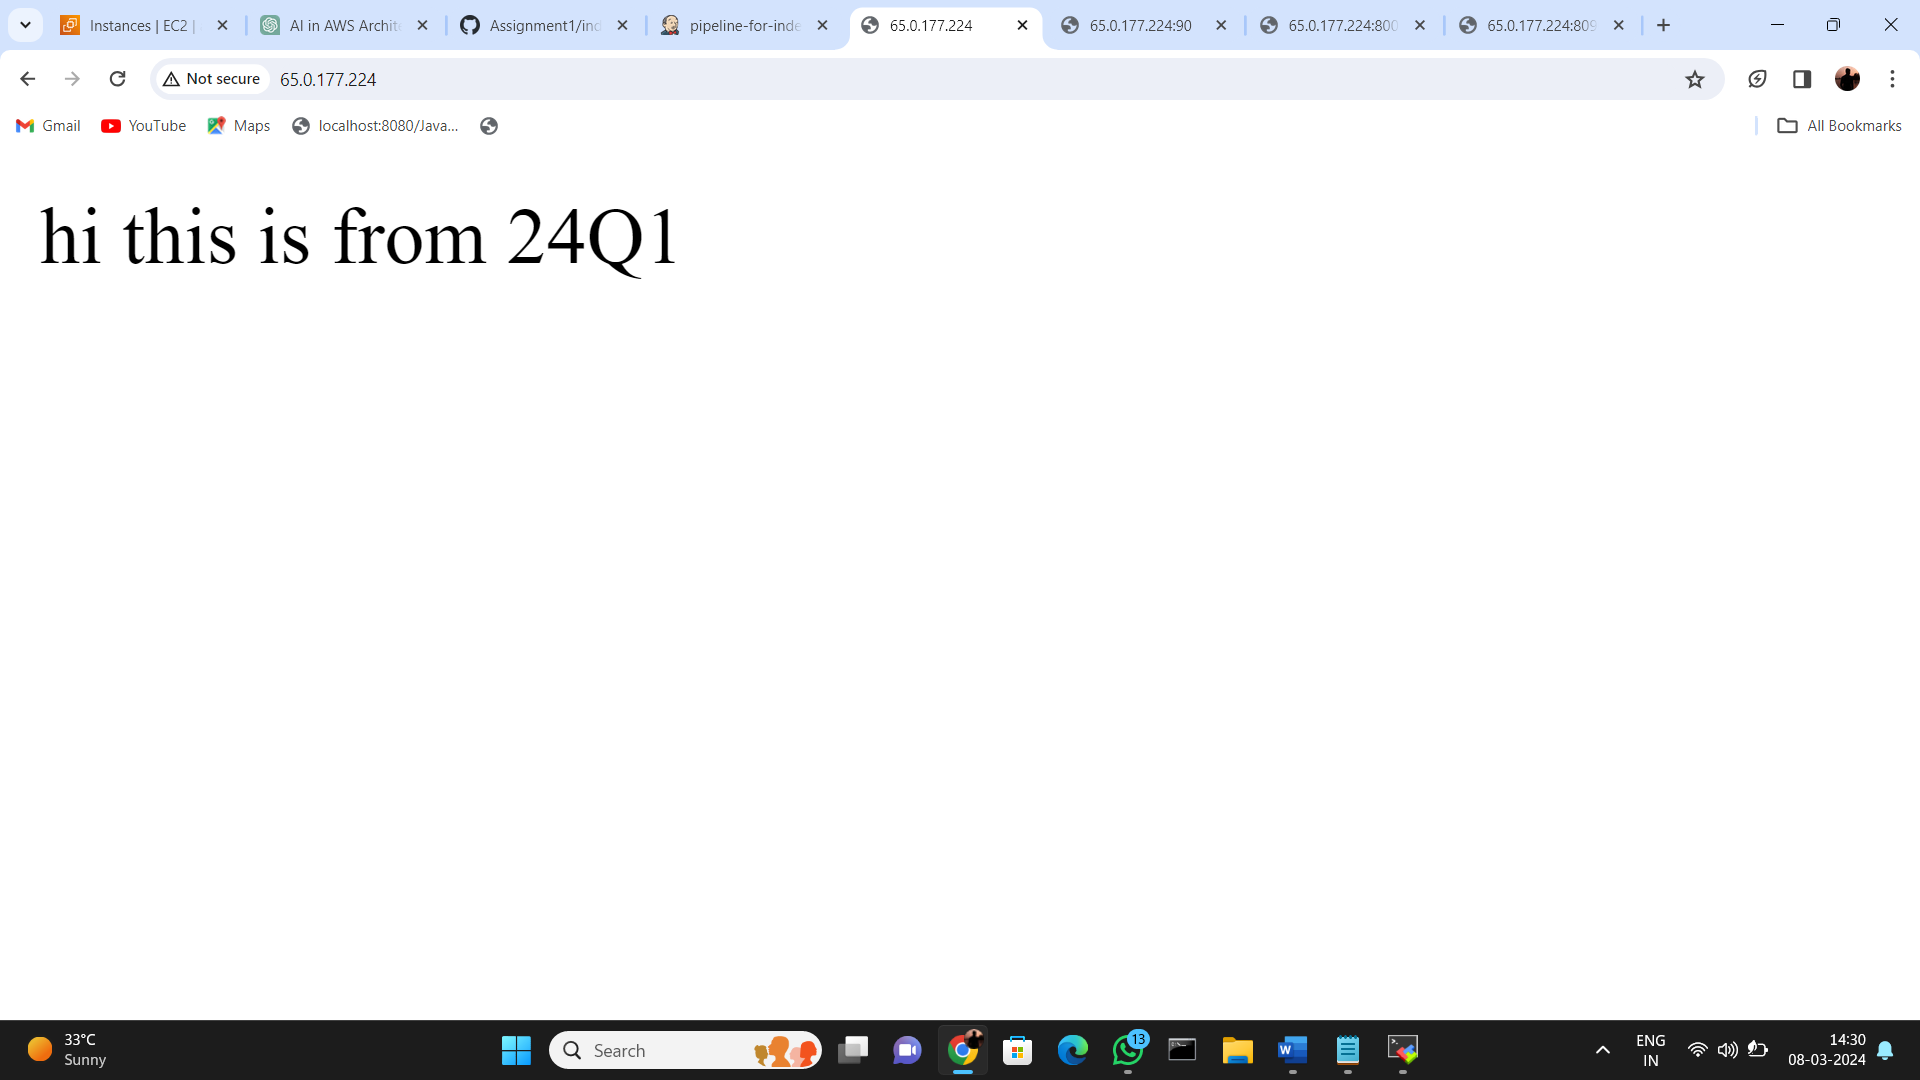 Instances | EC2 |
AI in AWS Archit
Assignment1/ind
pipeline-for-inde
65.0.177.224
65.0.177.224:90
65.0.177.224:800
65.0.177.224:809
Not secure
65.0.177.224
Gmail
YouTube
Maps
localhost:8080/Java...
All Bookmarks
hi this is from 24Q1
33°C
Sunny
Search
13
ENG
IN
14:30
08-03-2024